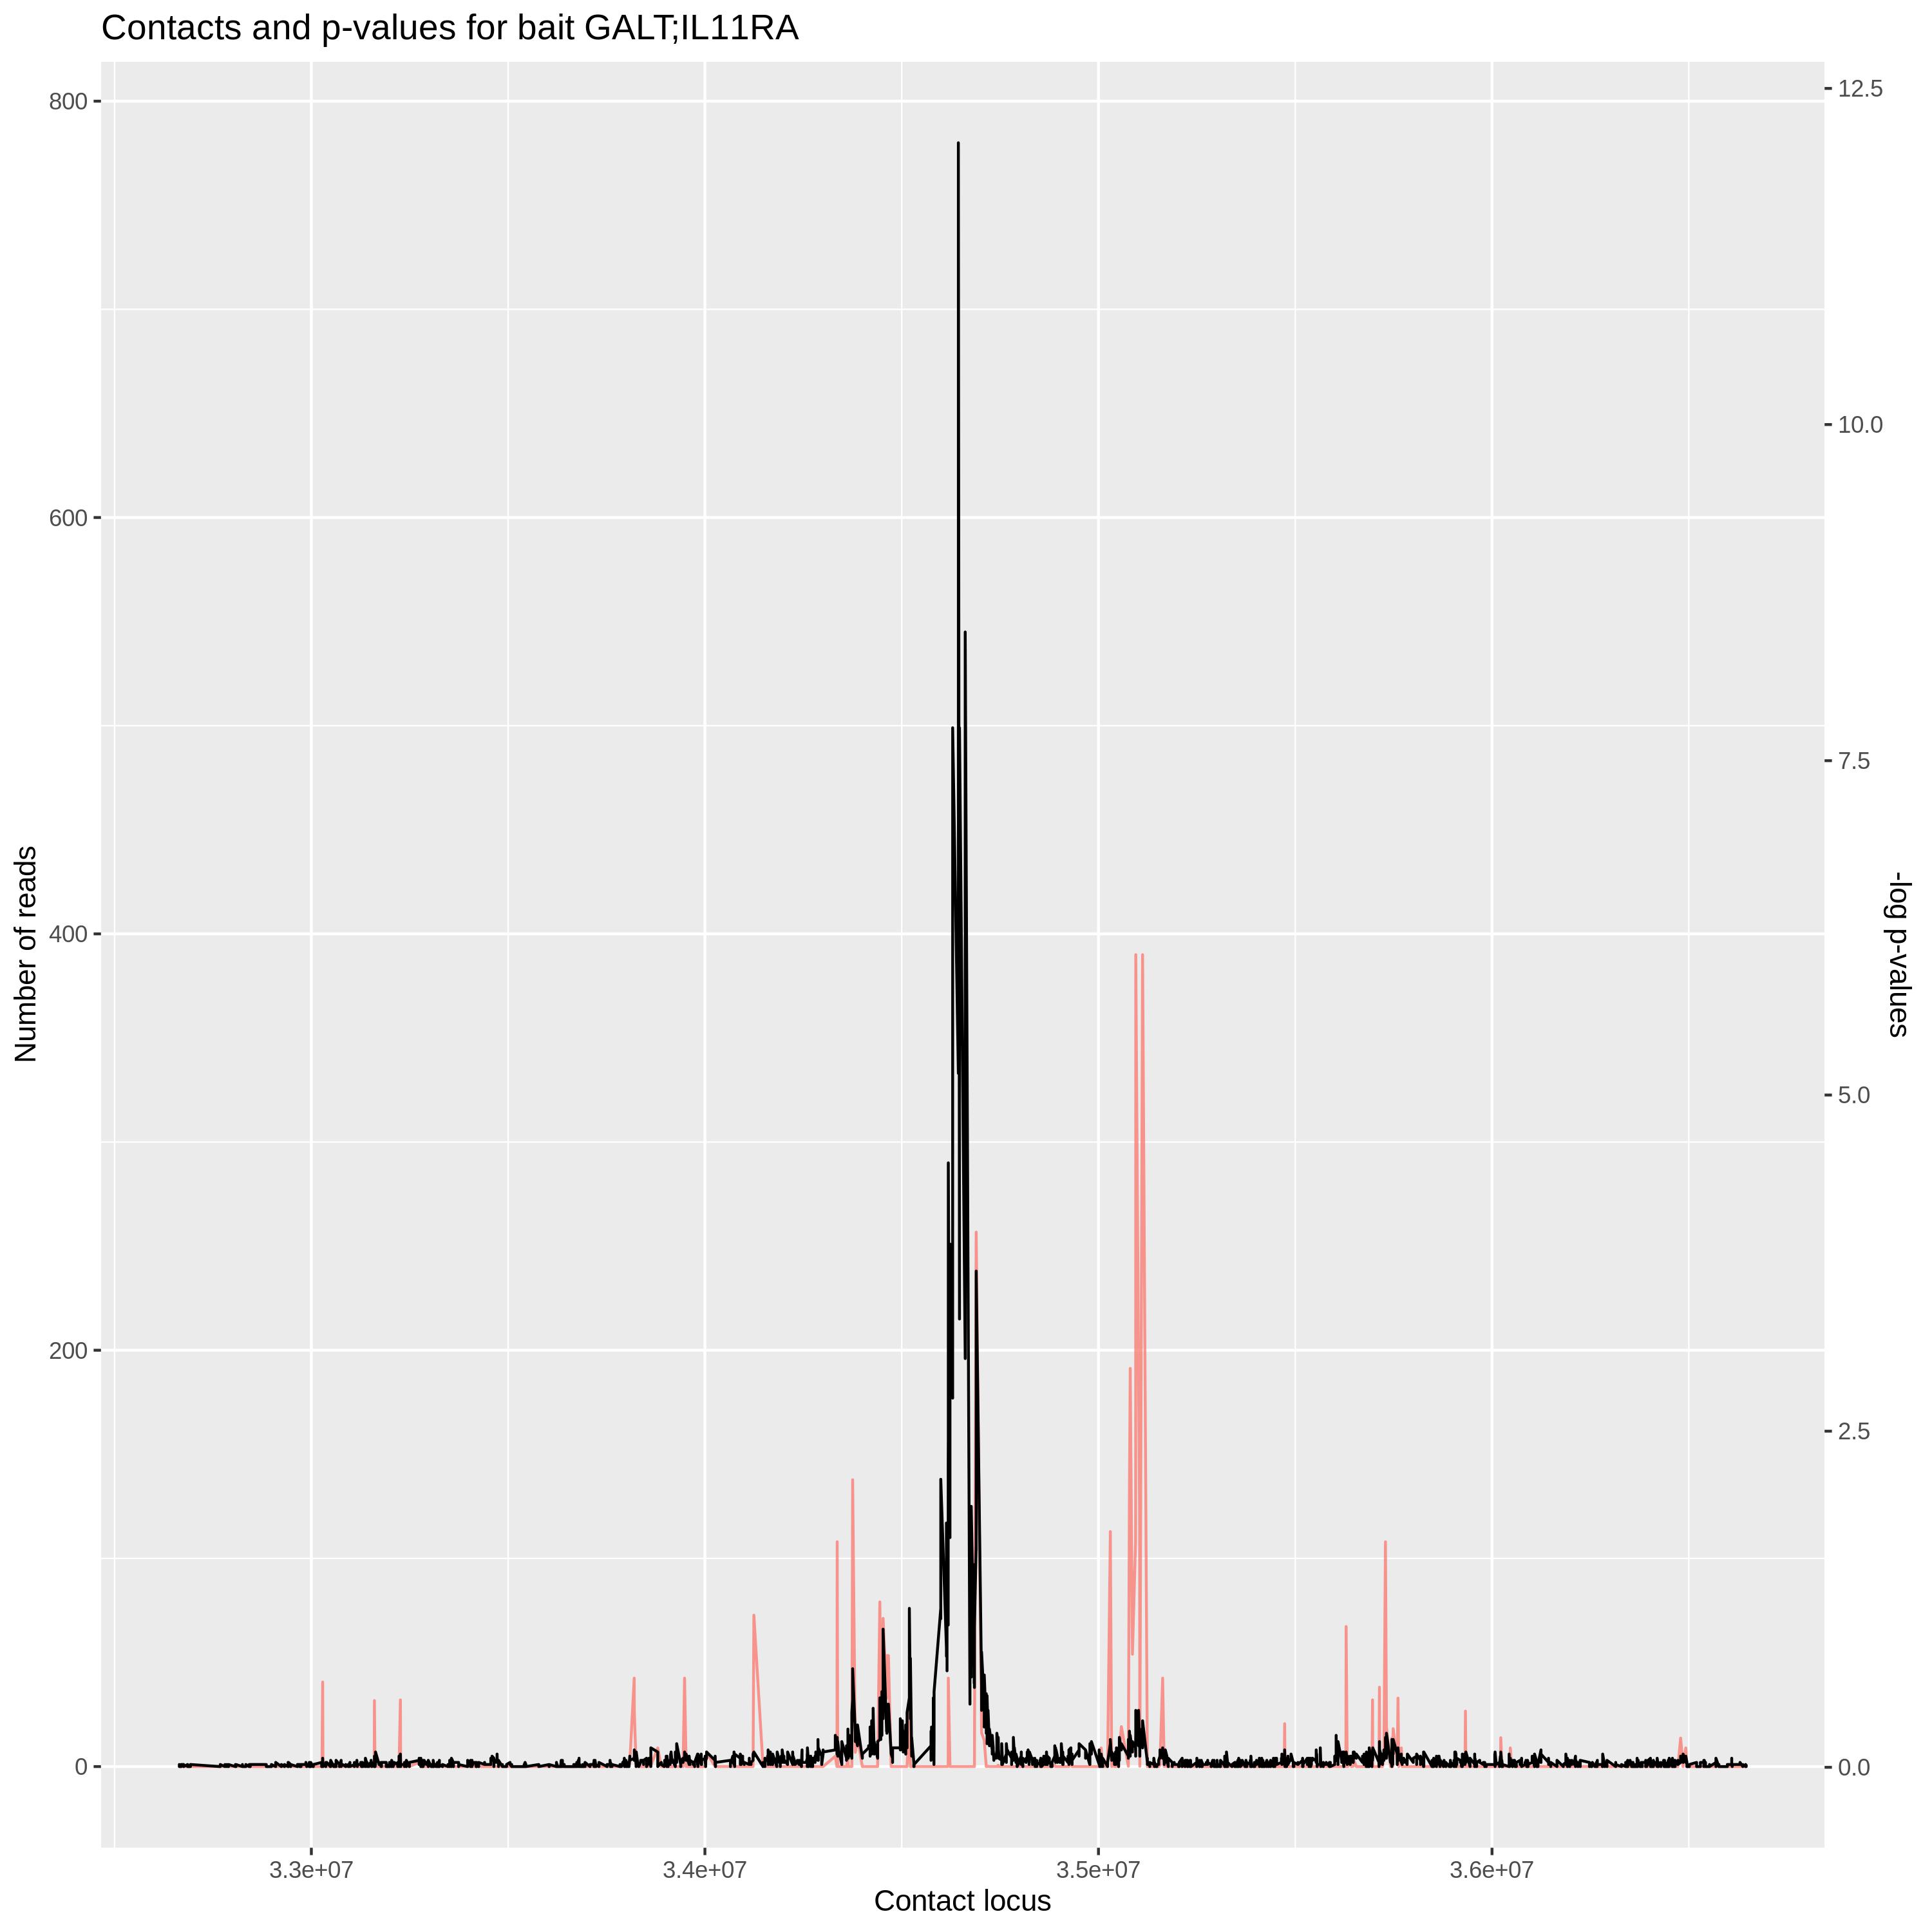 Contacts and p-values for bait GALT;IL11RA
800
600
400
200
0
Number of reads
12.5
10.0
7.5
5.0
2.5
0.0
-log p-values
3.3e+07
3.4e+07
3.5e+07
3.6e+07
Contact locus